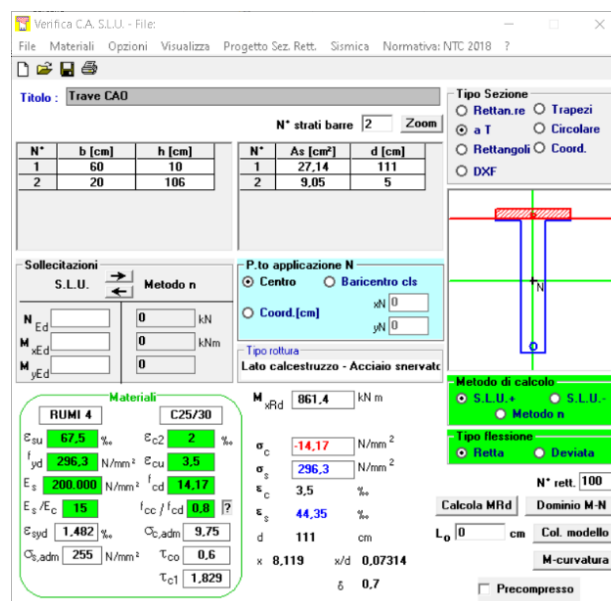 Verifica C.A. S.L.U. - File:
File Materiali Opzioni Visualizza Progetto Sez. Rett. Sismica Normativa: NTC 2018 ?
Titolo : Trave CAO
N° strati barre 2 Zoom
N° b [cm] h [cm]
1 60 10
2 20 106
N° As [cm²] d [cm]
1 27,14 111
2 9,05 5
Tipo Sezione
Rettan.re Trapezi
a T Circolare
Rettangoli Coord.
DXF
Sollecitazioni
S.L.U. Metodo n
N Ed 0 kN
M xEd 0 kNm
M yEd 0
P.to applicazione N
Centro Baricentro cls
Coord.[cm] xN 0
yN 0
Tipo rottura
Lato calcestruzzo - Acciaio snervato
N
Materiali
RUMI 4 C25/30
εsu 67,5 ‰ εc2 2 ‰
fyd 296,3 N/mm² εcu 3,5
Es 200.000 N/mm² fcd 14,17
Es/Ec 15 fcc/fcd 0,8 ?
εsyd 1,482 ‰ σc,adm 9,75
σs,adm 255 N/mm² τco 0,6
τc1 1,829
M xRd 861,4 kN m
σc -14,17 N/mm²
σs 296,3 N/mm²
εc 3,5 ‰
εs 44,35 ‰
d 111 cm
x 8,119 x/d 0,07314
δ 0,7
Metodo di calcolo
S.L.U.+ S.L.U.-
Metodo n
Tipo flessione
Retta Deviata
N° rett. 100
Calcola MRd Dominio M-N
Lo 0 cm Col. modello
M-curvatura
Precompresso